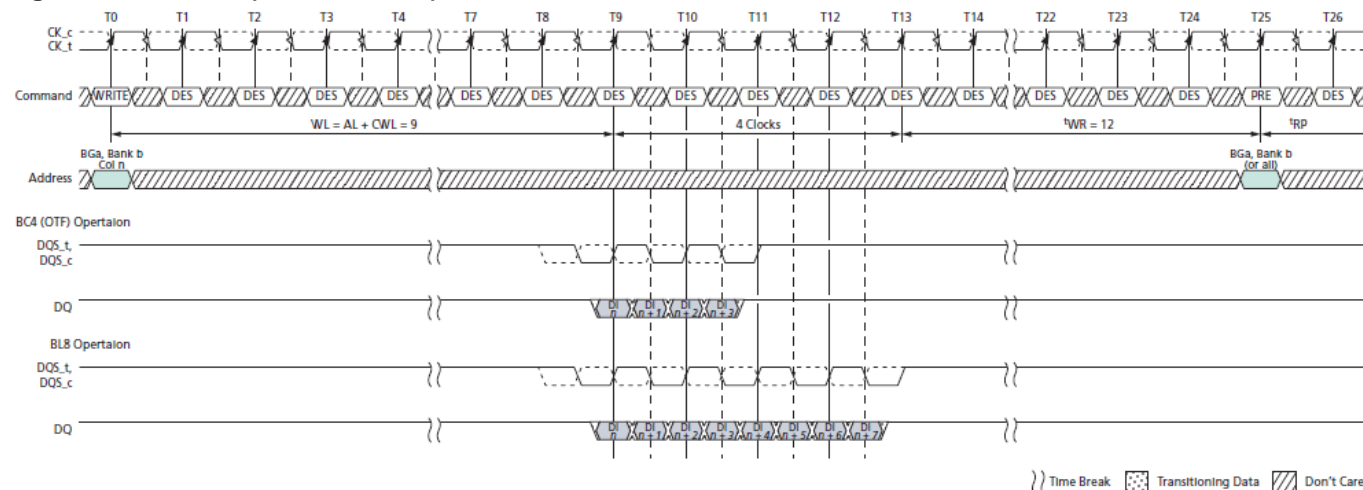 T0 T1 T2 T3 T4 T7 T8 T9 T10 T11 T12 T13 T14 T22 T23 T24 T25 T26
CK_c
CK_t
Command WRITE DES DES DES DES DES DES DES DES DES DES DES DES DES DES DES PRE DES
WL = AL + CWL = 9 4 Clocks tWR = 12 tRP
BGa, Bank b
Col n
BGa, Bank b
(or all)
Address
BC4 (OTF) Opertaion
DQS_t,
DQS_c
DQ DI n DI n + 1 DI n + 2 DI n + 3
BL8 Opertaion
DQS_t,
DQS_c
DQ DI n DI n + 1 DI n + 2 DI n + 3 DI n + 4 DI n + 5 DI n + 6 DI n + 7
Time Break Transitioning Data Don't Care